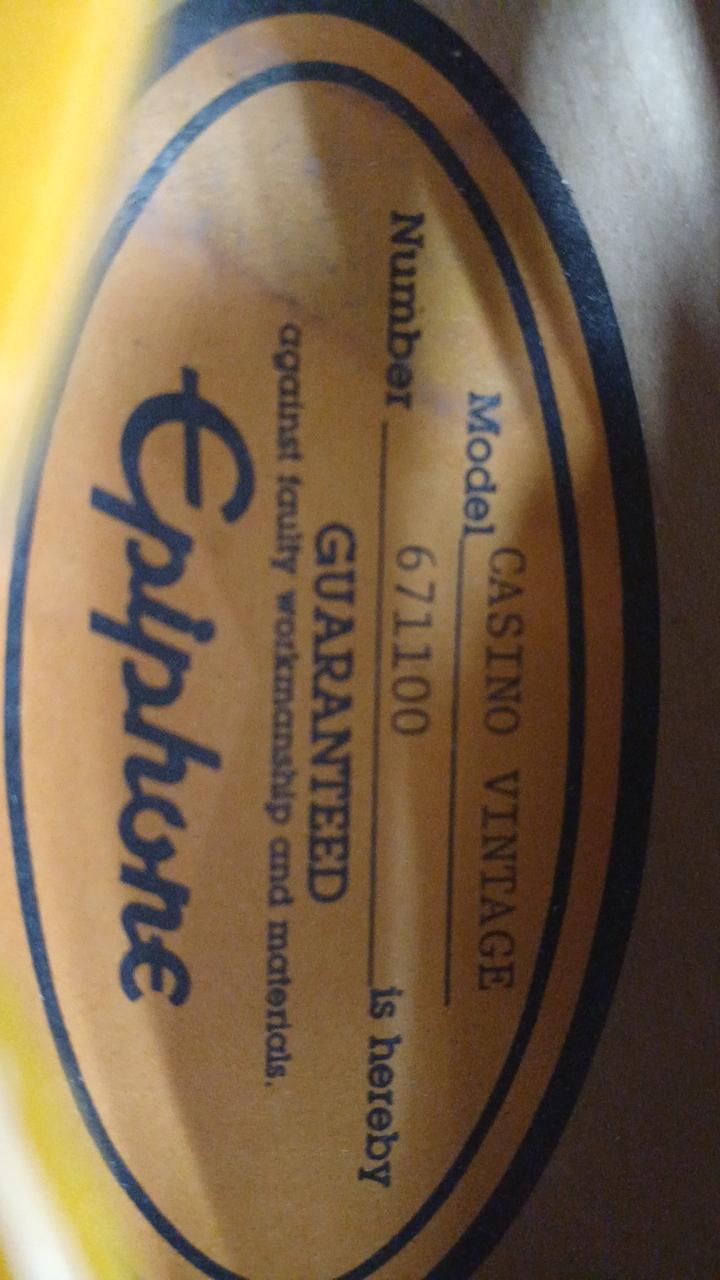 Model CASINO VINTAGE
Number 671100 is hereby
GUARANTEED
against faulty workmanship and materials.
Epiphone